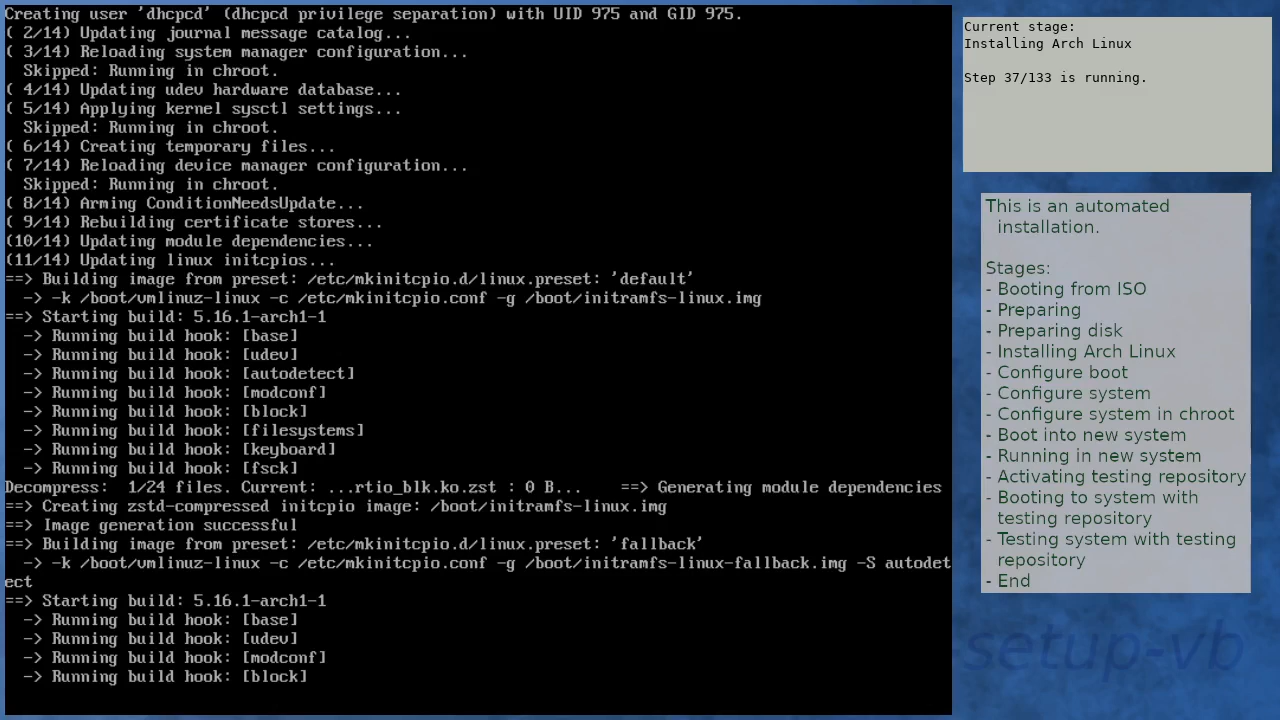 Creating user 'dhcpcd' (dhcpcd privilege separation) with UID 975 and GID 975.
( 2/14) Updating journal message catalog...
( 3/14) Reloading system manager configuration...
  Skipped: Running in chroot.
( 4/14) Updating udev hardware database...
( 5/14) Applying kernel sysctl settings...
  Skipped: Running in chroot.
( 6/14) Creating temporary files...
( 7/14) Reloading device manager configuration...
  Skipped: Running in chroot.
( 8/14) Arming ConditionNeedsUpdate...
( 9/14) Rebuilding certificate stores...
(10/14) Updating module dependencies...
(11/14) Updating linux initcpios...
==> Building image from preset: /etc/mkinitcpio.d/linux.preset: 'default'
  -> -k /boot/vmlinuz-linux -c /etc/mkinitcpio.conf -g /boot/initramfs-linux.img
==> Starting build: 5.16.1-arch1-1
  -> Running build hook: [base]
  -> Running build hook: [udev]
  -> Running build hook: [autodetect]
  -> Running build hook: [modconf]
  -> Running build hook: [block]
  -> Running build hook: [filesystems]
  -> Running build hook: [keyboard]
  -> Running build hook: [fsck]
Decompress:  1/24 files. Current: ...rtio_blk.ko.zst : 0 B...    ==> Generating module dependencies
==> Creating zstd-compressed initcpio image: /boot/initramfs-linux.img
==> Image generation successful
==> Building image from preset: /etc/mkinitcpio.d/linux.preset: 'fallback'
  -> -k /boot/vmlinuz-linux -c /etc/mkinitcpio.conf -g /boot/initramfs-linux-fallback.img -S autodet
ect
==> Starting build: 5.16.1-arch1-1
  -> Running build hook: [base]
  -> Running build hook: [udev]
  -> Running build hook: [modconf]
  -> Running build hook: [block]
Current stage:
Installing Arch Linux
Step 37/133 is running.
This is an automated
installation.
Stages:
- Booting from ISO
- Preparing
- Preparing disk
- Installing Arch Linux
- Configure boot
- Configure system
- Configure system in chroot
- Boot into new system
- Running in new system
- Activating testing repository
- Booting to system with
testing repository
- Testing system with testing
repository
- End
-setup-vb